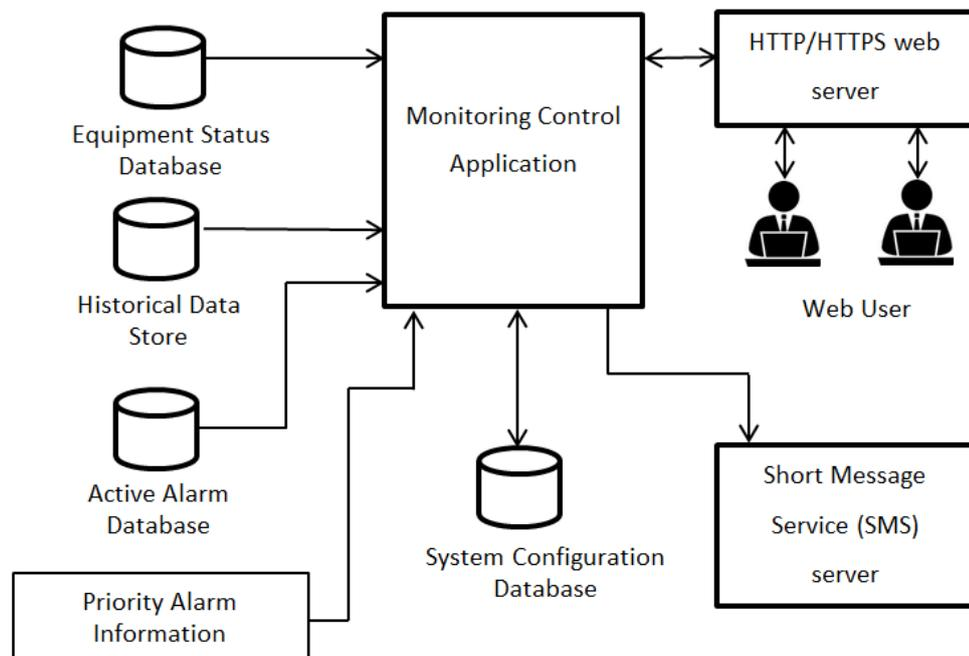 Equipment Status
Database
Historical Data
Store
Active Alarm
Database
Priority Alarm
Information
Monitoring Control
Application
System Configuration
Database
HTTP/HTTPS web
server
Web User
Short Message
Service (SMS)
server